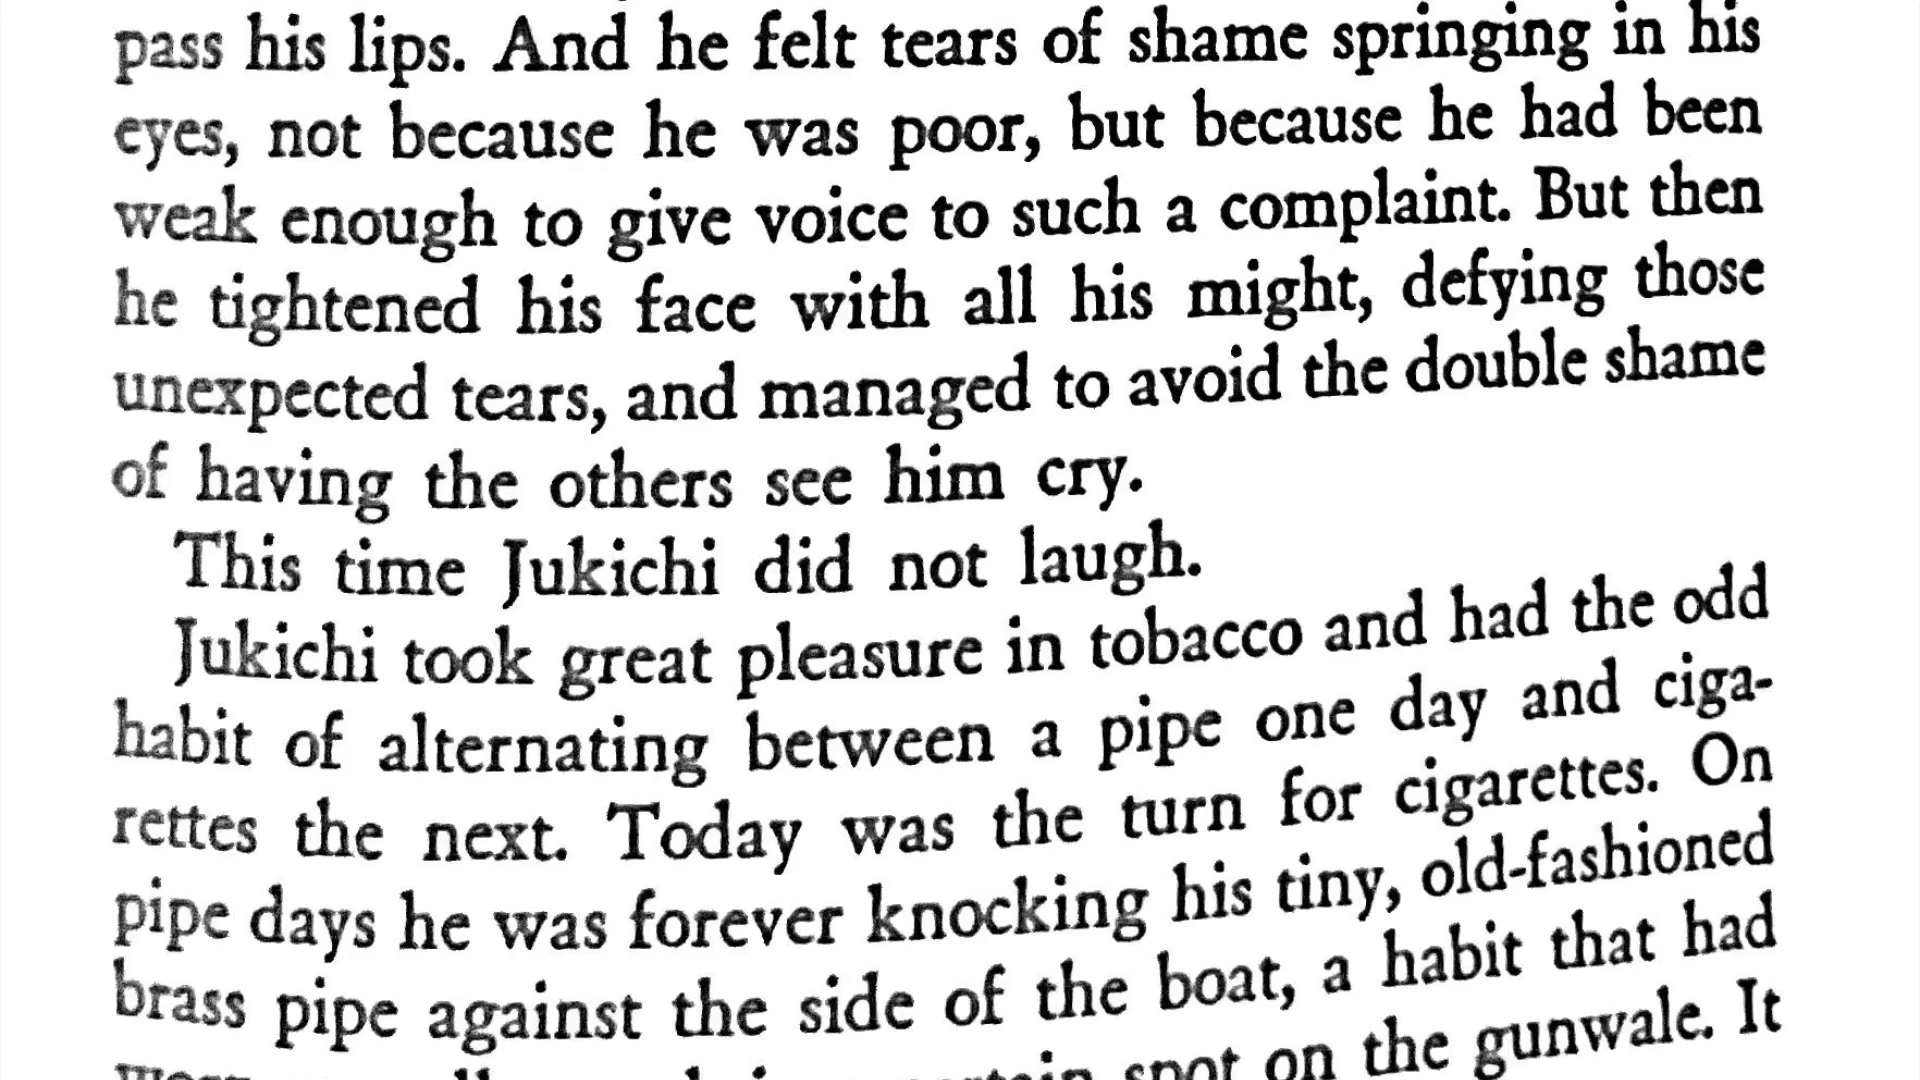 pass his lips. And he felt tears of shame springing in his
eyes, not because he was poor, but because he had been
weak enough to give voice to such a complaint. But then
he tightened his face with all his might, defying those
unexpected tears, and managed to avoid the double shame
of having the others see him cry.
This time Jukichi did not laugh.
Jukichi took great pleasure in tobacco and had the odd
habit of alternating between a pipe one day and ciga-
rettes the next. Today was the turn for cigarettes. On
pipe days he was forever knocking his tiny, old-fashioned
brass pipe against the side of the boat, a habit that had
spot on the gunwale. It